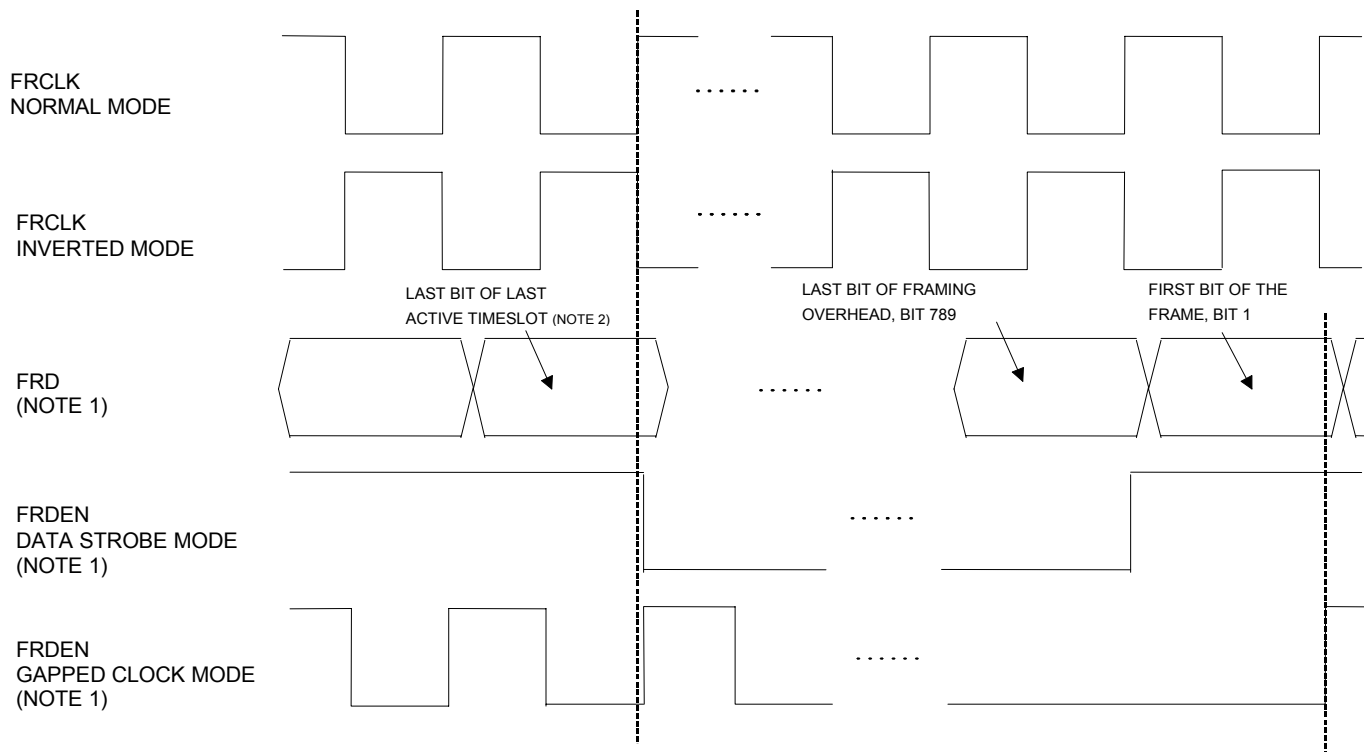 FRCLK
NORMAL MODE
......
FRCLK
INVERTED MODE
......
LAST BIT OF LAST
ACTIVE TIMESLOT (NOTE 2)
LAST BIT OF FRAMING
OVERHEAD, BIT 789
FIRST BIT OF THE
FRAME, BIT 1
FRD
(NOTE 1)
......
FRDEN
DATA STROBE MODE
(NOTE 1)
......
FRDEN
GAPPED CLOCK MODE
(NOTE 1)
......